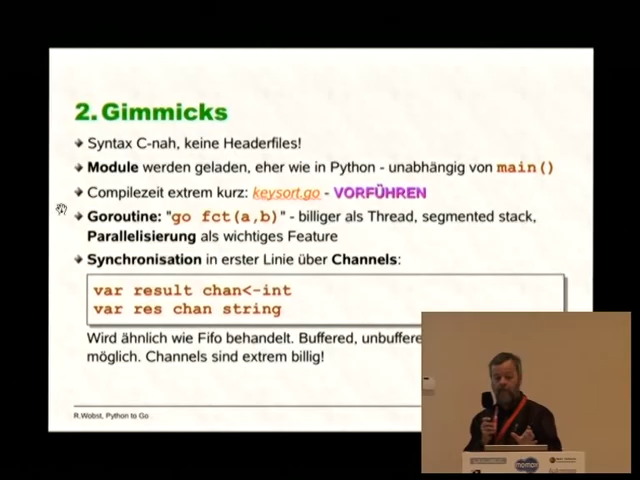 2. Gimmicks
Syntax C-nah, keine Headerfiles!
Module werden geladen, eher wie in Python - unabhängig von main()
Compilezeit extrem kurz: keysort.go - VORFÜHREN
Goroutine: "go fct(a,b)" - billiger als Thread, segmented stack,
Parallelisierung als wichtiges Feature
Synchronisation in erster Linie über Channels:
var result chan<-int
var res chan string
Wird ähnlich wie Fifo behandelt. Buffered, unbuffere
möglich. Channels sind extrem billig!
R.Wobst, Python to Go